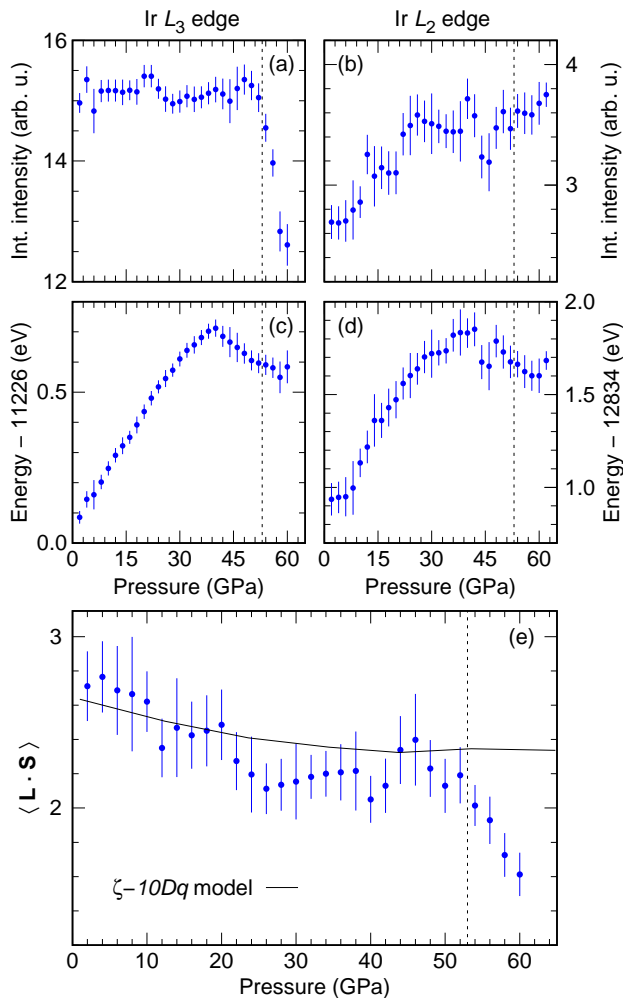 Ir L3 edge
Ir L2 edge
(a)
(b)
16
14
12
Int. intensity (arb. u.)
4
3
Int. intensity (arb. u.)
(c)
(d)
0.5
0.0
Energy − 11226 (eV)
2.0
1.5
1.0
Energy − 12834 (eV)
0 15 30 45 60
0 15 30 45 60
Pressure (GPa)
Pressure (GPa)
(e)
3
2
⟨ L · S ⟩
ζ−10Dq model
0 10 20 30 40 50 60
Pressure (GPa)